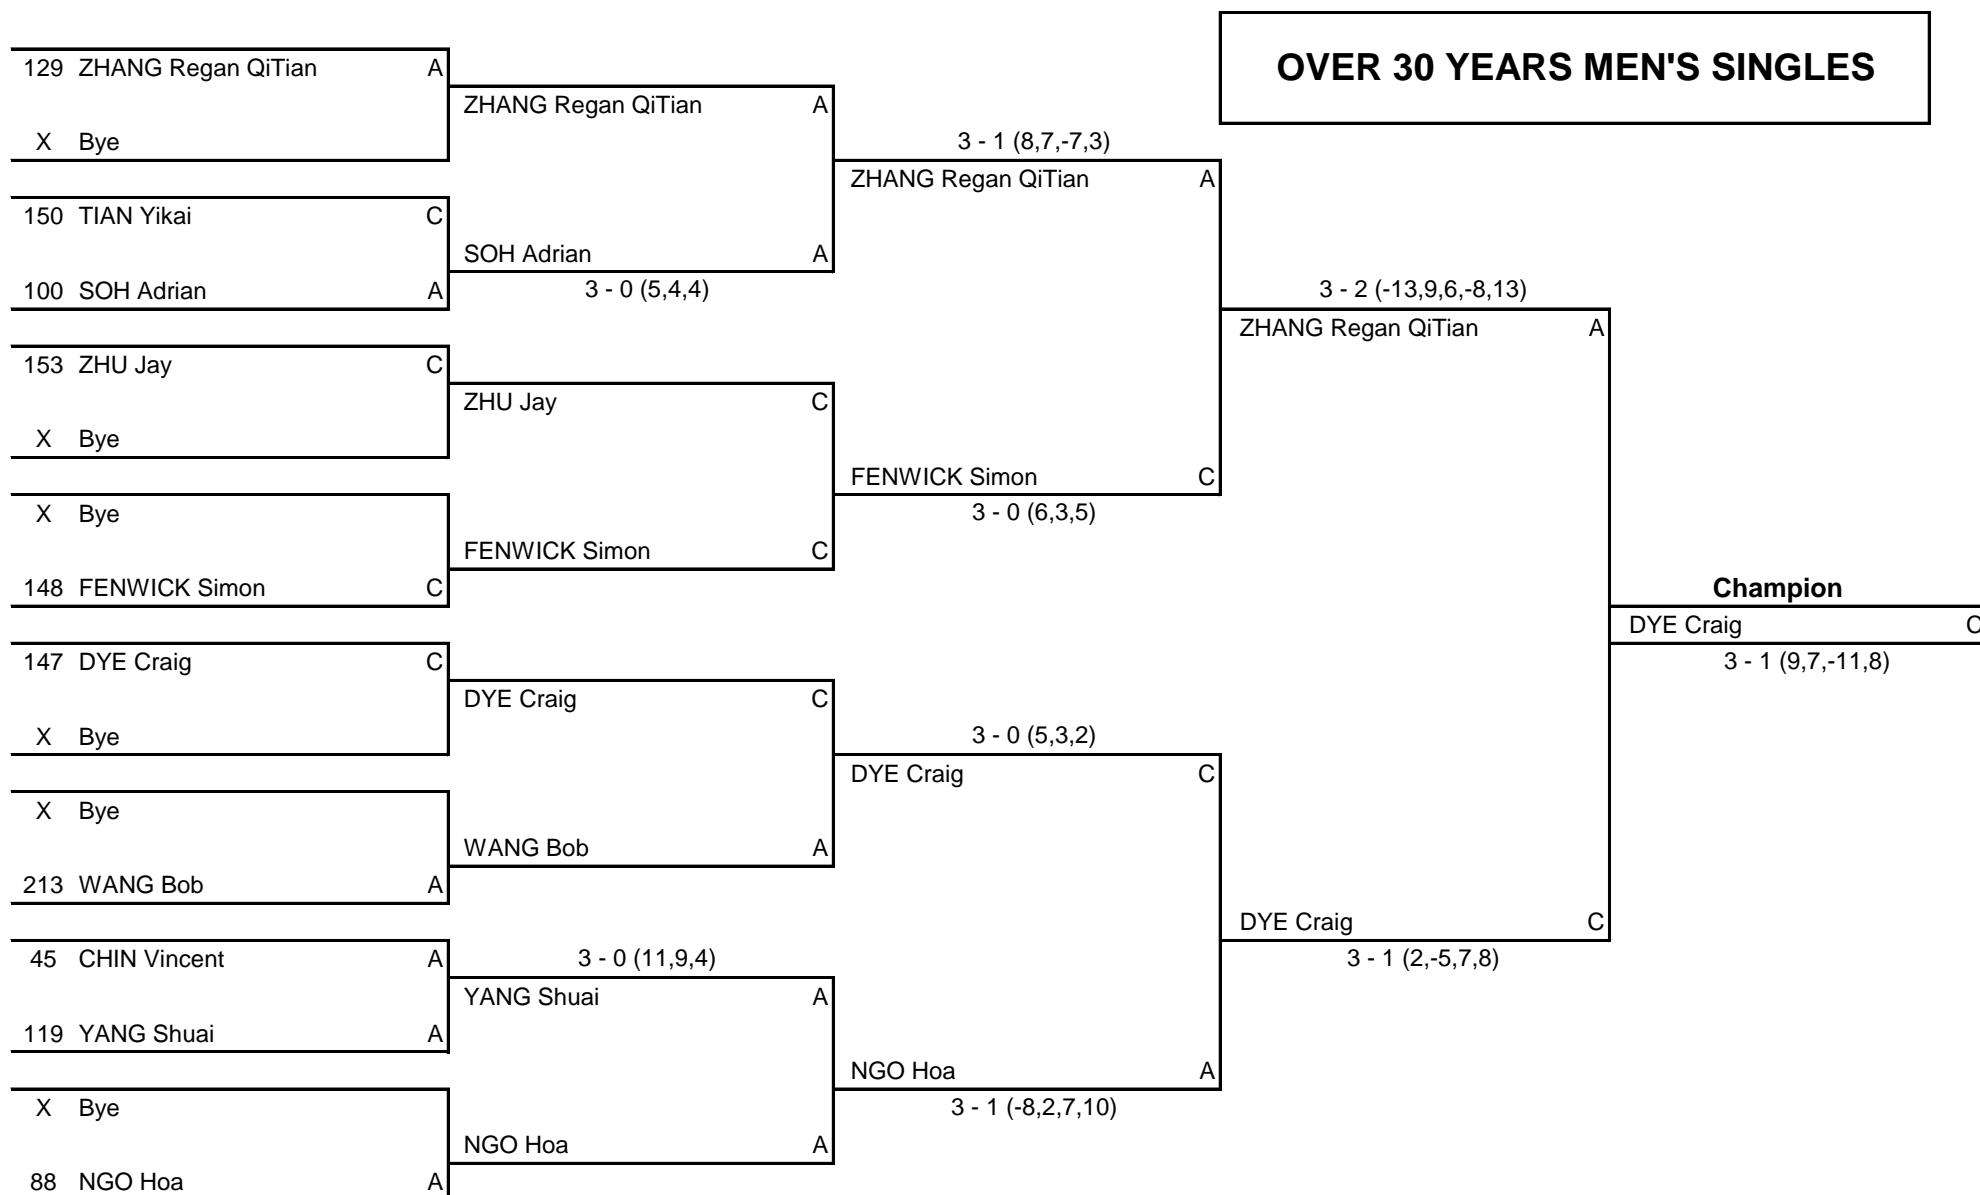 OVER 30 YEARS MEN'S SINGLES
129 ZHANG Regan QiTian A
ZHANG Regan QiTian A
X Bye
3 - 1 (8,7,-7,3)
ZHANG Regan QiTian A
150 TIAN Yikai C
SOH Adrian A
100 SOH Adrian A
3 - 0 (5,4,4)
3 - 2 (-13,9,6,-8,13)
ZHANG Regan QiTian A
153 ZHU Jay C
ZHU Jay C
X Bye
FENWICK Simon C
X Bye
3 - 0 (6,3,5)
FENWICK Simon C
148 FENWICK Simon C
Champion
DYE Craig C
147 DYE Craig C
3 - 1 (9,7,-11,8)
DYE Craig C
X Bye
3 - 0 (5,3,2)
DYE Craig C
X Bye
WANG Bob A
213 WANG Bob A
DYE Craig C
45 CHIN Vincent A
3 - 0 (11,9,4)
3 - 1 (2,-5,7,8)
YANG Shuai A
119 YANG Shuai A
NGO Hoa A
X Bye
3 - 1 (-8,2,7,10)
NGO Hoa A
88 NGO Hoa A